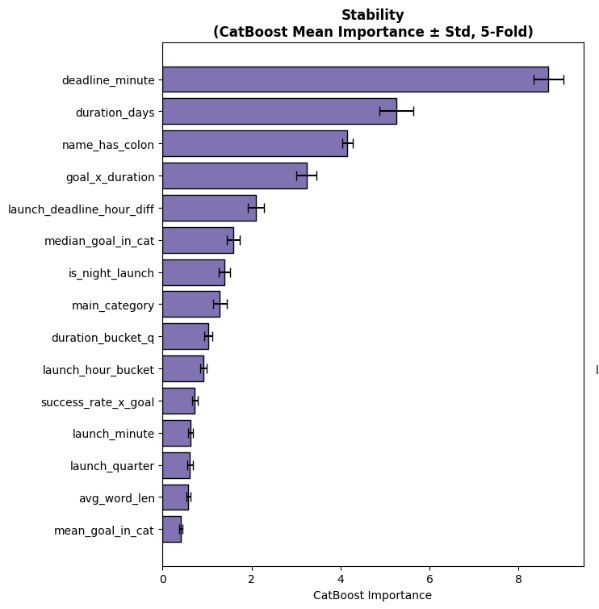 Stability
(CatBoost Mean Importance ± Std, 5-Fold)
deadline_minute
duration_days
name_has_colon
goal_x_duration
launch_deadline_hour_diff
median_goal_in_cat
is_night_launch
main_category
duration_bucket_q
launch_hour_bucket
success_rate_x_goal
launch_minute
launch_quarter
avg_word_len
mean_goal_in_cat
0 2 4 6 8
CatBoost Importance